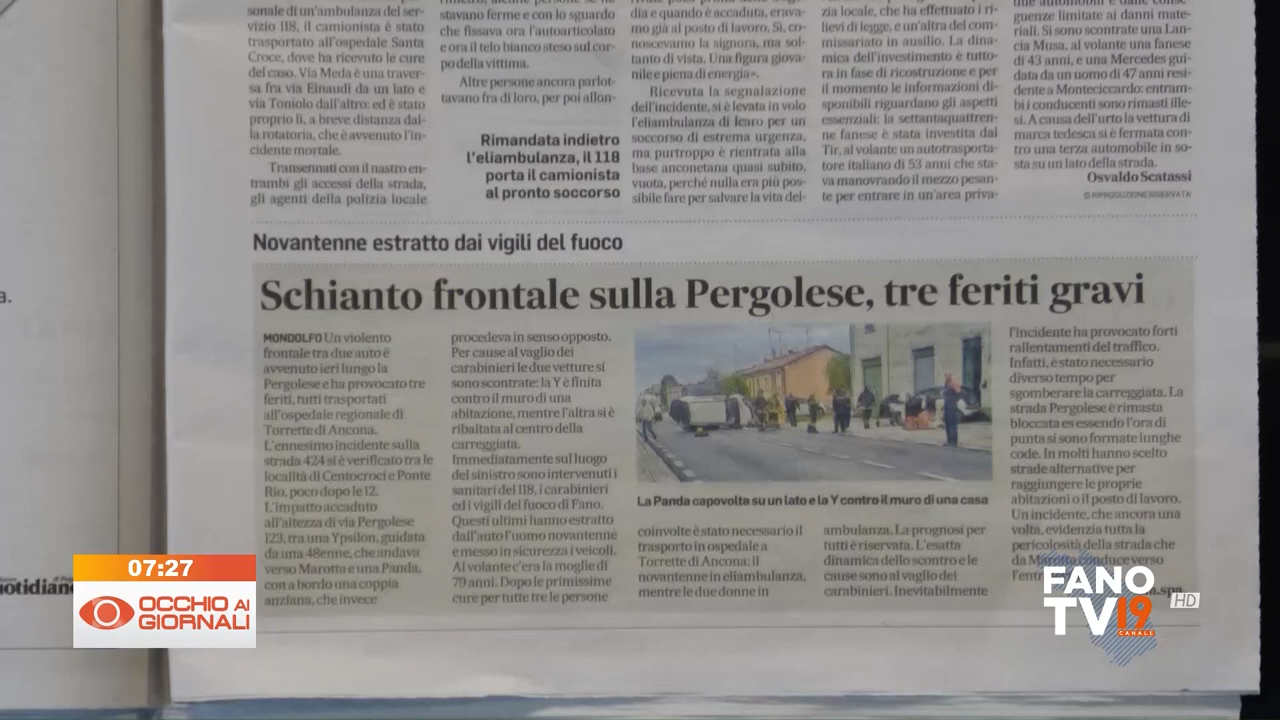 sonale di un'ambulanza del ser-
vizio 118, il camionista è stato
trasportato all'ospedale Santa
Croce, dove ha ricevuto le cure
del caso. Via Meda è una traver-
sa fra via Einaudi da un lato e
via Toniolo dall'altro: ed è stato
proprio lì, a breve distanza dal-
la rotatoria, che è avvenuto l'in-
cidente mortale.
Transennati con il nastro en-
trambi gli accessi della strada,
gli agenti della polizia locale
stavano ferme e con lo sguardo
che fissava ora l'autoarticolato
e ora il telo bianco steso sul cor-
po della vittima.
Altre persone ancora parlot-
tavano fra di loro, per poi allon-
Rimandata indietro
l'eliambulanza, il 118
porta il camionista
al pronto soccorso
dia e quando è accaduta, erava-
mo già al posto di lavoro. Sì, co-
noscevamo la signora, ma sol-
tanto di vista. Una figura giova-
nile e piena di energia».
Ricevuta la segnalazione
dell'incidente, si è levata in volo
l'eliambulanza di Icaro per un
soccorso di estrema urgenza,
ma purtroppo è rientrata alla
base anconetana quasi subito,
vuota, perché nulla era più pos-
sibile fare per salvare la vita del-
zia locale, che ha effettuato i ri-
lievi di legge, e un'altra del com-
missariato in ausilio. La dina-
mica dell'investimento è tutto-
ra in fase di ricostruzione e per
il momento le informazioni di-
sponibili riguardano gli aspetti
essenziali: la settantaquattren-
ne fanese è stata investita dal
Tir, al volante un autotrasporta-
tore italiano di 53 anni che sta-
va manovrando il mezzo pesan-
te per entrare in un'area priva-
guenze limitate ai danni mate-
riali. Si sono scontrate una Lan-
cia Musa, al volante una fanese
di 43 anni, e una Mercedes gui-
data da un uomo di 47 anni resi-
dente a Monteciccardo: entram-
bi i conducenti sono rimasti ille-
si. A causa dell'urto la vettura di
marca tedesca si è fermata con-
tro una terza automobile in so-
sta su un lato della strada.
Osvaldo Scatassi
© RIPRODUZIONE RISERVATA
Novantenne estratto dai vigili del fuoco
Schianto frontale sulla Pergolese, tre feriti gravi
MONDOLFO Un violento
frontale tra due auto è
avvenuto ieri lungo la
Pergolese e ha provocato tre
feriti, tutti trasportati
all'ospedale regionale di
Torrette di Ancona.
L'ennesimo incidente sulla
strada 424 si è verificato tra le
località di Centocroci e Ponte
Rio, poco dopo le 12.
L'impatto accaduto
all'altezza di via Pergolese
123, tra una Ypsilon, guidata
da una 48enne, che andava
verso Marotta e una Panda,
con a bordo una coppia
anziana, che invece
procedeva in senso opposto.
Per cause al vaglio dei
carabinieri le due vetture si
sono scontrate: la Y è finita
contro il muro di una
abitazione, mentre l'altra si è
ribaltata al centro della
carreggiata.
Immediatamente sul luogo
del sinistro sono intervenuti i
sanitari del 118, i carabinieri
ed i vigili del fuoco di Fano.
Questi ultimi hanno estratto
dall'auto l'uomo novantenne
e messo in sicurezza i veicoli.
Al volante c'era la moglie di
79 anni. Dopo le primissime
cure per tutte tre le persone
La Panda capovolta su un lato e la Y contro il muro di una casa
coinvolte è stato necessario il
trasporto in ospedale a
Torrette di Ancona: il
novantenne in eliambulanza,
mentre le due donne in
ambulanza. La prognosi per
tutti è riservata. L'esatta
dinamica dello scontro e le
cause sono al vaglio dei
carabinieri. Inevitabilmente
l'incidente ha provocato forti
rallentamenti del traffico.
Infatti, è stato necessario
diverso tempo per
sgomberare la carreggiata. La
strada Pergolese è rimasta
bloccata es essendo l'ora di
punta si sono formate lunghe
code. In molti hanno scelto
strade alternative per
raggiungere le proprie
abitazioni o il posto di lavoro.
Un incidente, che ancora una
volta, evidenzia tutta la
pericolosità della strada che
da Marotta conduce verso
a.
otidian
07:27
OCCHIO AI
GIORNALI
FANO
TV 19
CANALE
HD